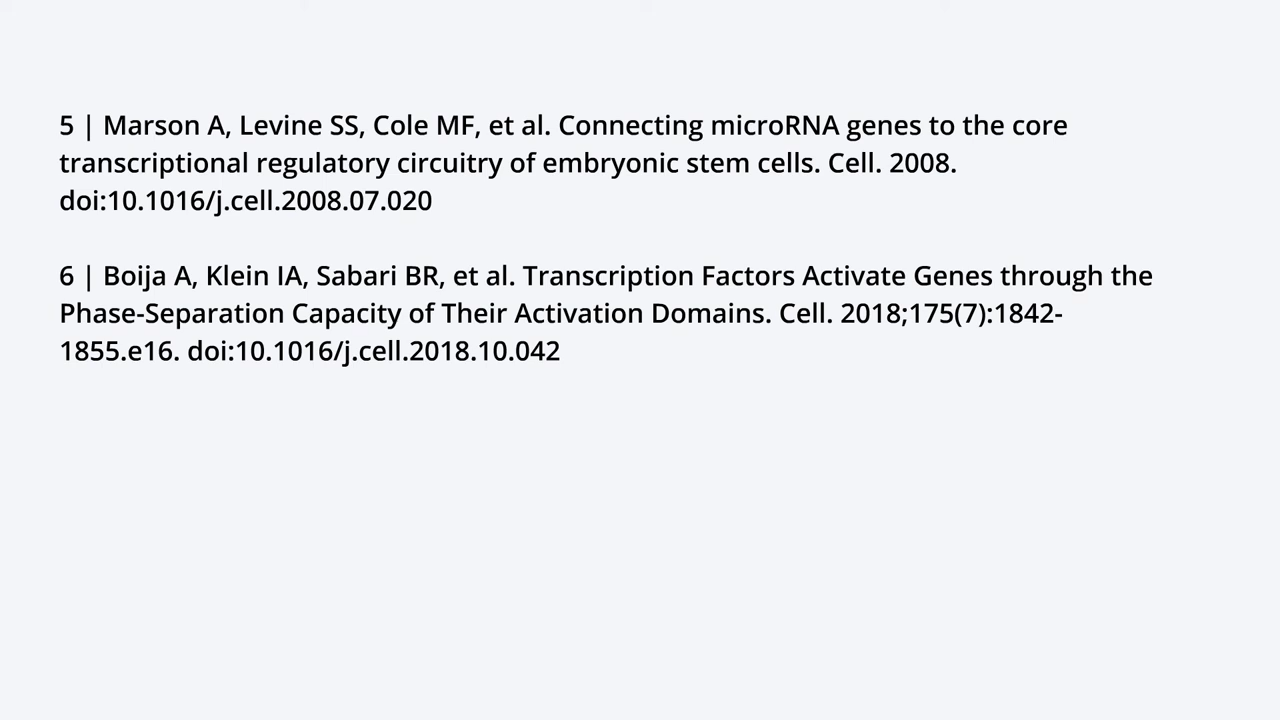 5 | Marson A, Levine SS, Cole MF, et al. Connecting microRNA genes to the core
transcriptional regulatory circuitry of embryonic stem cells. Cell. 2008.
doi:10.1016/j.cell.2008.07.020
6 | Boija A, Klein IA, Sabari BR, et al. Transcription Factors Activate Genes through the
Phase-Separation Capacity of Their Activation Domains. Cell. 2018;175(7):1842-
1855.e16. doi:10.1016/j.cell.2018.10.042